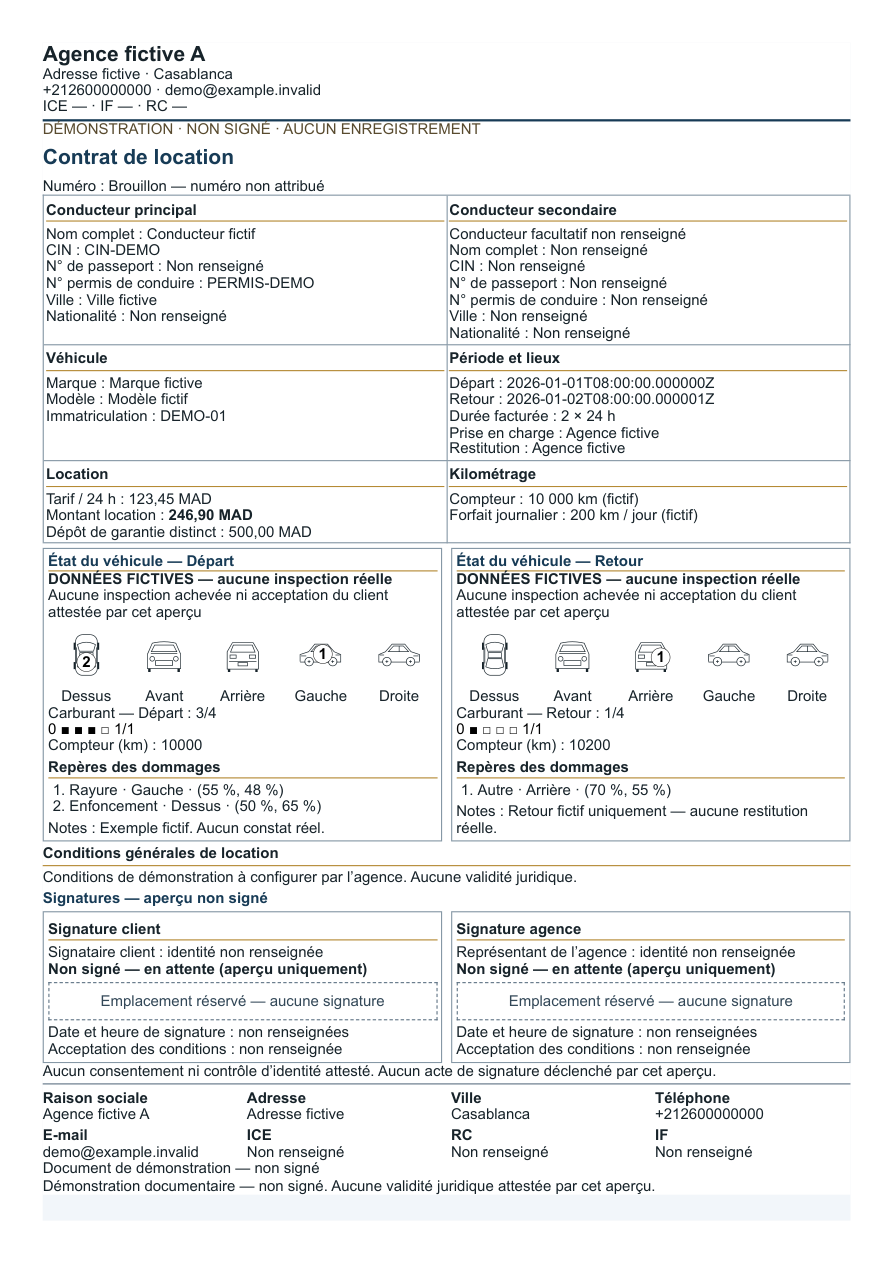 Agence fictive A
Adresse fictive · Casablanca
+212600000000 · demo@example.invalid
ICE — · IF — · RC —
DÉMONSTRATION · NON SIGNÉ · AUCUN ENREGISTREMENT
Contrat de location
Numéro : Brouillon — numéro non attribué
Conducteur principal
Nom complet : Conducteur fictif
CIN : CIN-DEMO
N° de passeport : Non renseigné
N° permis de conduire : PERMIS-DEMO
Ville : Ville fictive
Nationalité : Non renseigné
Conducteur secondaire
Conducteur facultatif non renseigné
Nom complet : Non renseigné
CIN : Non renseigné
N° de passeport : Non renseigné
N° permis de conduire : Non renseigné
Ville : Non renseigné
Nationalité : Non renseigné
Véhicule
Marque : Marque fictive
Modèle : Modèle fictif
Immatriculation : DEMO-01
Période et lieux
Départ : 2026-01-01T08:00:00.000000Z
Retour : 2026-01-02T08:00:00.000001Z
Durée facturée : 2 × 24 h
Prise en charge : Agence fictive
Restitution : Agence fictive
Location
Tarif / 24 h : 123,45 MAD
Montant location : 246,90 MAD
Dépôt de garantie distinct : 500,00 MAD
Kilométrage
Compteur : 10 000 km (fictif)
Forfait journalier : 200 km / jour (fictif)
État du véhicule — Départ
DONNÉES FICTIVES — aucune inspection réelle
Aucune inspection achevée ni acceptation du client
attestée par cet aperçu
2 1
Dessus Avant Arrière Gauche Droite
Carburant — Départ : 3/4
0 ■ ■ ■ □ 1/1
Compteur (km) : 10000
Repères des dommages
1. Rayure · Gauche · (55 %, 48 %)
2. Enfoncement · Dessus · (50 %, 65 %)
Notes : Exemple fictif. Aucun constat réel.
État du véhicule — Retour
DONNÉES FICTIVES — aucune inspection réelle
Aucune inspection achevée ni acceptation du client
attestée par cet aperçu
1
Dessus Avant Arrière Gauche Droite
Carburant — Retour : 1/4
0 ■ □ □ □ 1/1
Compteur (km) : 10200
Repères des dommages
1. Autre · Arrière · (70 %, 55 %)
Notes : Retour fictif uniquement — aucune restitution
réelle.
Conditions générales de location
Conditions de démonstration à configurer par l’agence. Aucune validité juridique.
Signatures — aperçu non signé
Signature client
Signataire client : identité non renseignée
Non signé — en attente (aperçu uniquement)
Emplacement réservé — aucune signature
Date et heure de signature : non renseignées
Acceptation des conditions : non renseignée
Signature agence
Représentant de l’agence : identité non renseignée
Non signé — en attente (aperçu uniquement)
Emplacement réservé — aucune signature
Date et heure de signature : non renseignées
Acceptation des conditions : non renseignée
Aucun consentement ni contrôle d’identité attesté. Aucun acte de signature déclenché par cet aperçu.
Raison sociale Adresse Ville Téléphone
Agence fictive A Adresse fictive Casablanca +212600000000
E-mail ICE RC IF
demo@example.invalid Non renseigné Non renseigné Non renseigné
Document de démonstration — non signé
Démonstration documentaire — non signé. Aucune validité juridique attestée par cet aperçu.